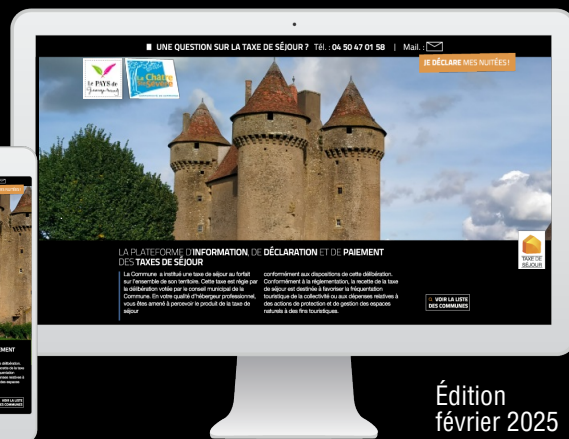 UNE QUESTION SUR LA TAXE DE SÉJOUR ? Tél. : 04 50 47 01 58 | Mail. :
JE DÉCLARE MES NUITÉES !
le PAYS de
La Châtre
LA PLATEFORME D'INFORMATION, DE DÉCLARATION ET DE PAIEMENT
DES TAXES DE SÉJOUR
La Commune a institué une taxe de séjour au forfait
sur l'ensemble de son territoire. Cette taxe est régie par
la délibération votée par le conseil municipal de la
Commune. En votre qualité d'hébergeur professionnel,
vous êtes amené à percevoir le produit de la taxe de
séjour
conformément aux dispositions de cette délibération.
Conformément à la réglementation, la recette de la taxe
de séjour est destinée à favoriser la fréquentation
touristique de la collectivité ou aux dépenses relatives à
des actions de protection et de gestion des espaces
naturels à des fins touristiques.
TAXE DE
SÉJOUR
VOIR LA LISTE
DES COMMUNES
EMENT
VOIR LA LISTE
DES COMMUNES
Édition
février 2025